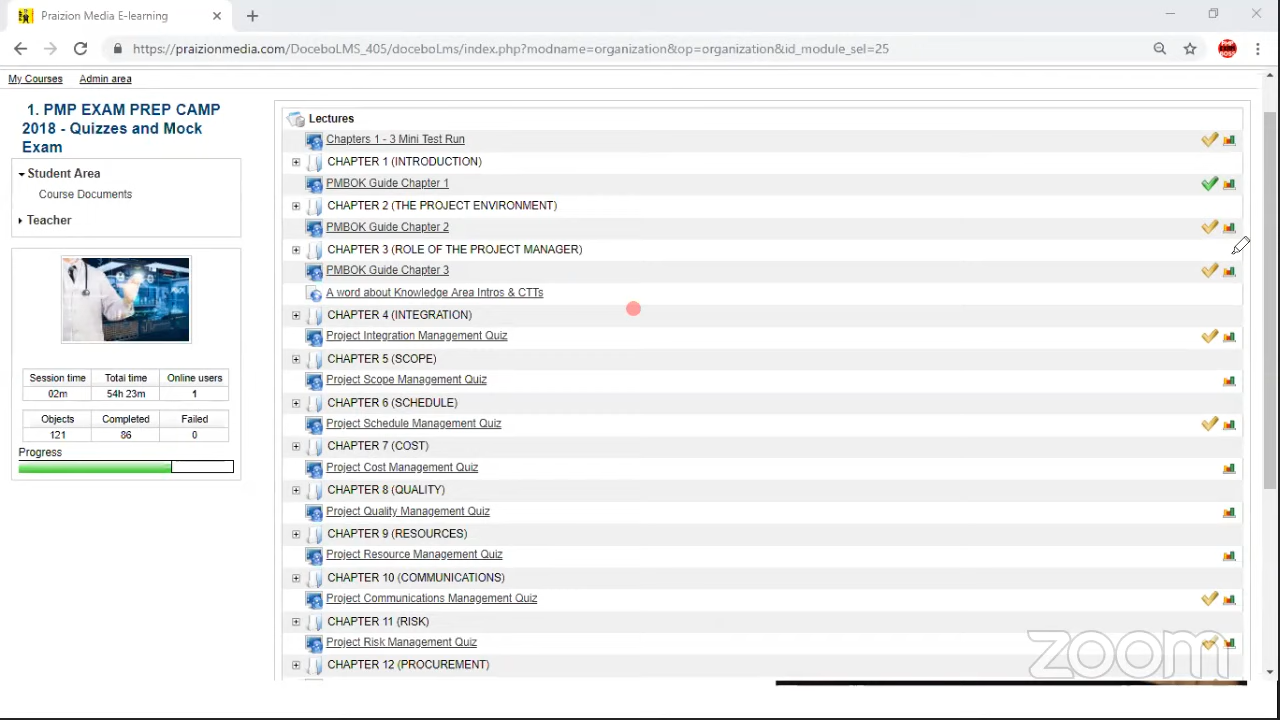 Praizion Media E-learning
https://praizionmedia.com/DoceboLMS_405/doceboLms/index.php?modname=organization&op=organization&id_module_sel=25
My Courses Admin area
1. PMP EXAM PREP CAMP
2018 - Quizzes and Mock
Exam
Student Area
Course Documents
Teacher
Session time Total time Online users
02m 54h 23m 1
Objects Completed Failed
121 86 0
Progress
Lectures
Chapters 1 - 3 Mini Test Run
CHAPTER 1 (INTRODUCTION)
PMBOK Guide Chapter 1
CHAPTER 2 (THE PROJECT ENVIRONMENT)
PMBOK Guide Chapter 2
CHAPTER 3 (ROLE OF THE PROJECT MANAGER)
PMBOK Guide Chapter 3
A word about Knowledge Area Intros & CTTs
CHAPTER 4 (INTEGRATION)
Project Integration Management Quiz
CHAPTER 5 (SCOPE)
Project Scope Management Quiz
CHAPTER 6 (SCHEDULE)
Project Schedule Management Quiz
CHAPTER 7 (COST)
Project Cost Management Quiz
CHAPTER 8 (QUALITY)
Project Quality Management Quiz
CHAPTER 9 (RESOURCES)
Project Resource Management Quiz
CHAPTER 10 (COMMUNICATIONS)
Project Communications Management Quiz
CHAPTER 11 (RISK)
Project Risk Management Quiz
CHAPTER 12 (PROCUREMENT)
zoom